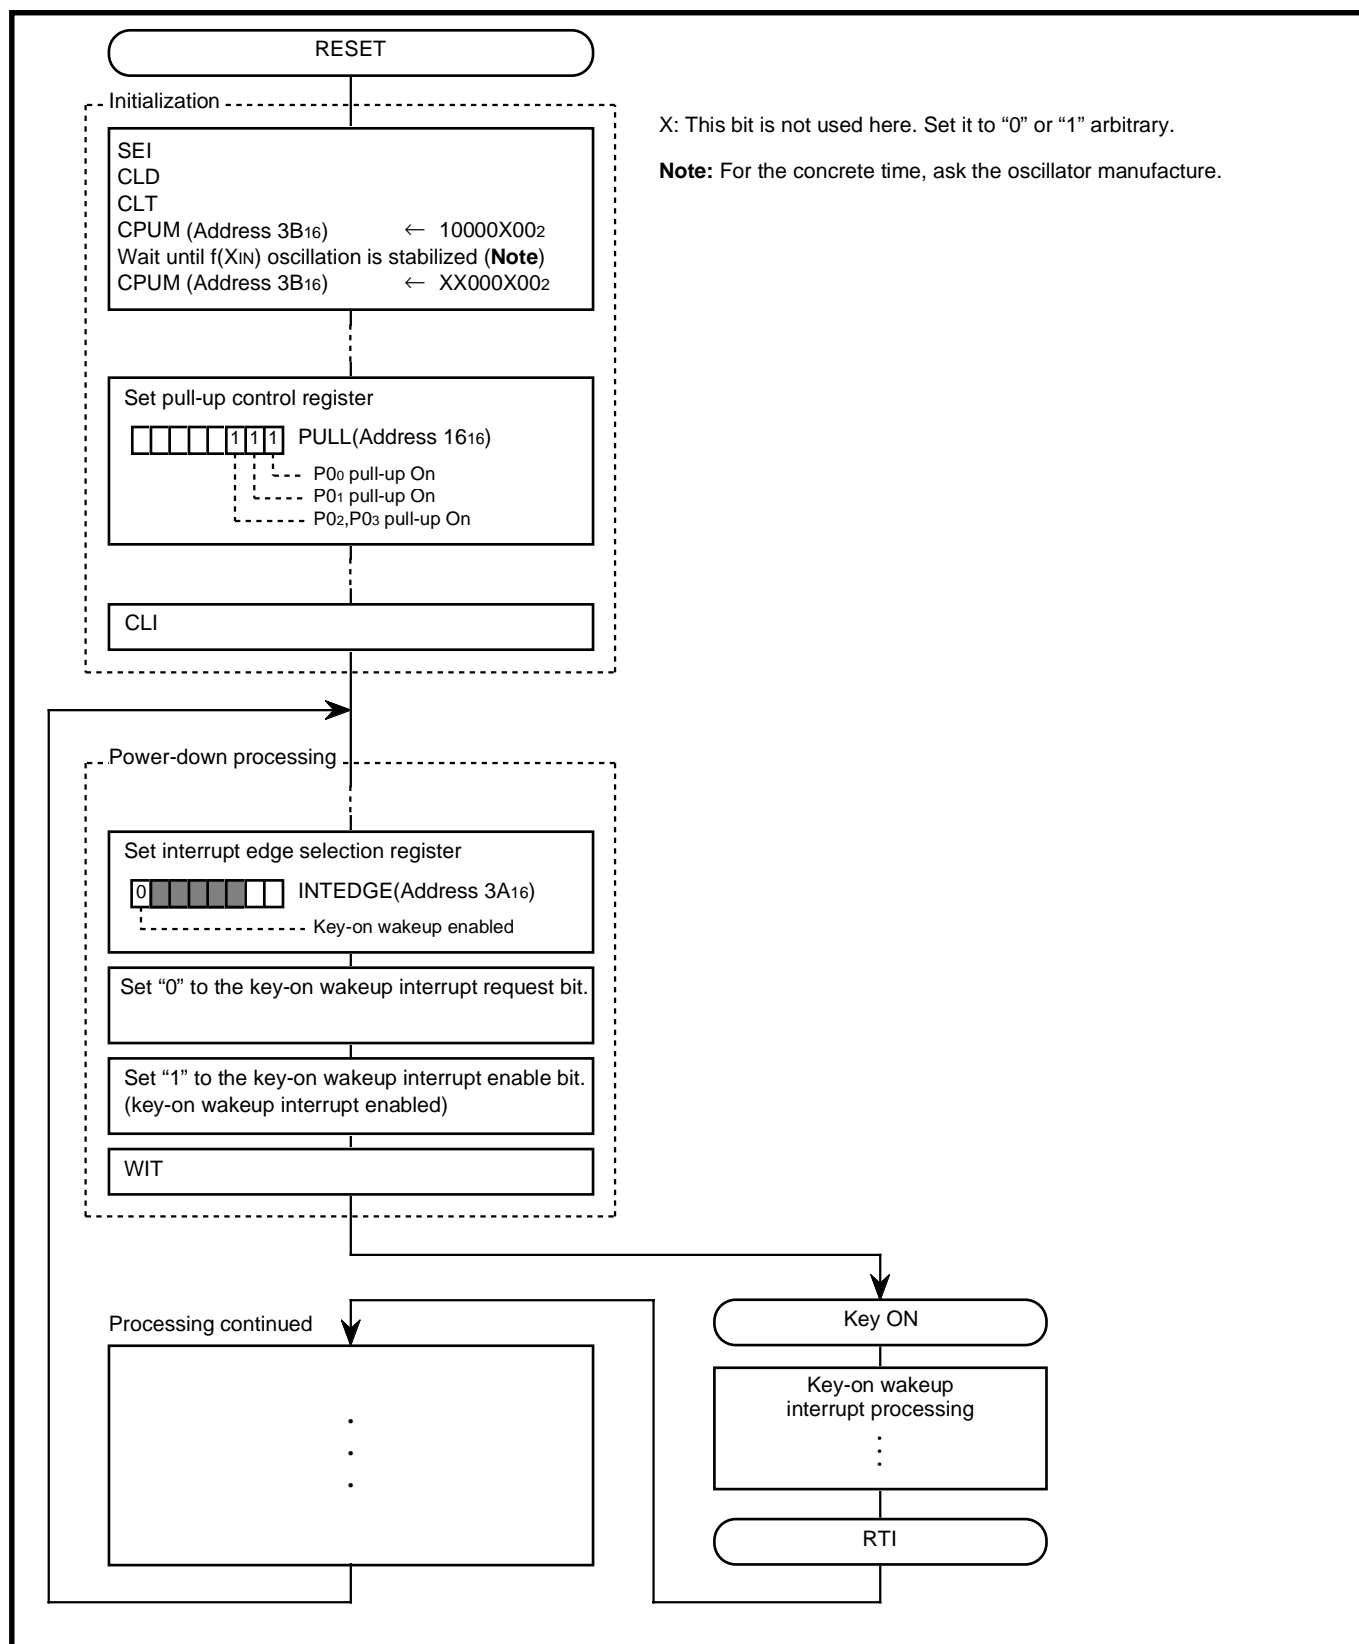 RESET
Initialization
SEI
CLD
CLT
CPUM (Address 3B16) ← 10000X002
Wait until f(XIN) oscillation is stabilized (Note)
CPUM (Address 3B16) ← XX000X002
X: This bit is not used here. Set it to “0” or “1” arbitrary.
Note: For the concrete time, ask the oscillator manufacture.
Set pull-up control register
1 1 1 PULL(Address 1616)
P00 pull-up On
P01 pull-up On
P02,P03 pull-up On
CLI
Power-down processing
Set interrupt edge selection register
0 INTEDGE(Address 3A16)
Key-on wakeup enabled
Set “0” to the key-on wakeup interrupt request bit.
Set “1” to the key-on wakeup interrupt enable bit.
(key-on wakeup interrupt enabled)
WIT
Key ON
Key-on wakeup
interrupt processing
RTI
Processing continued